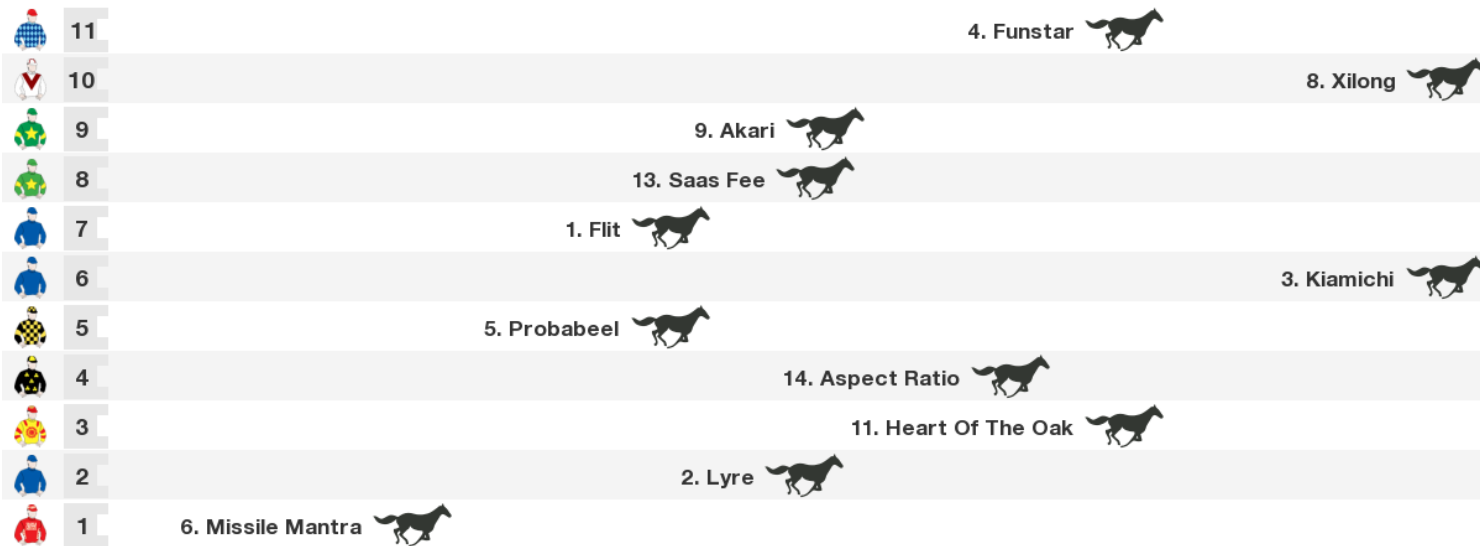 11 4. Funstar
10 8. Xilong
9 9. Akari
8 13. Saas Fee
7 1. Flit
6 3. Kiamichi
5 5. Probabeel
4 14. Aspect Ratio
3 11. Heart Of The Oak
2 2. Lyre
1 6. Missile Mantra